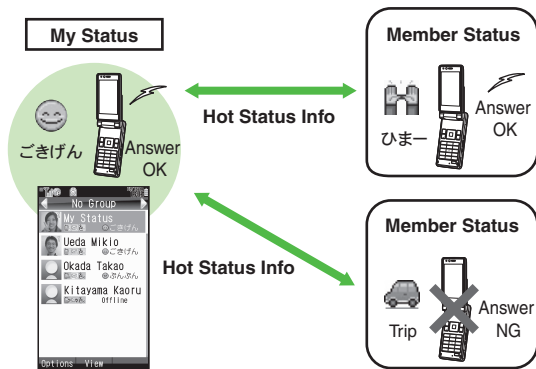 My Status
ごきげん
Answer
OK
Hot Status Info
Member Status
ひまー
Answer
OK
No Group
My Status
ごきげん
Ueda Mikio
ごきげん
Okada Takao
ぷんぷん
Kitayama Kaoru
Offline
Options View
Hot Status Info
Member Status
Trip
Answer
NG